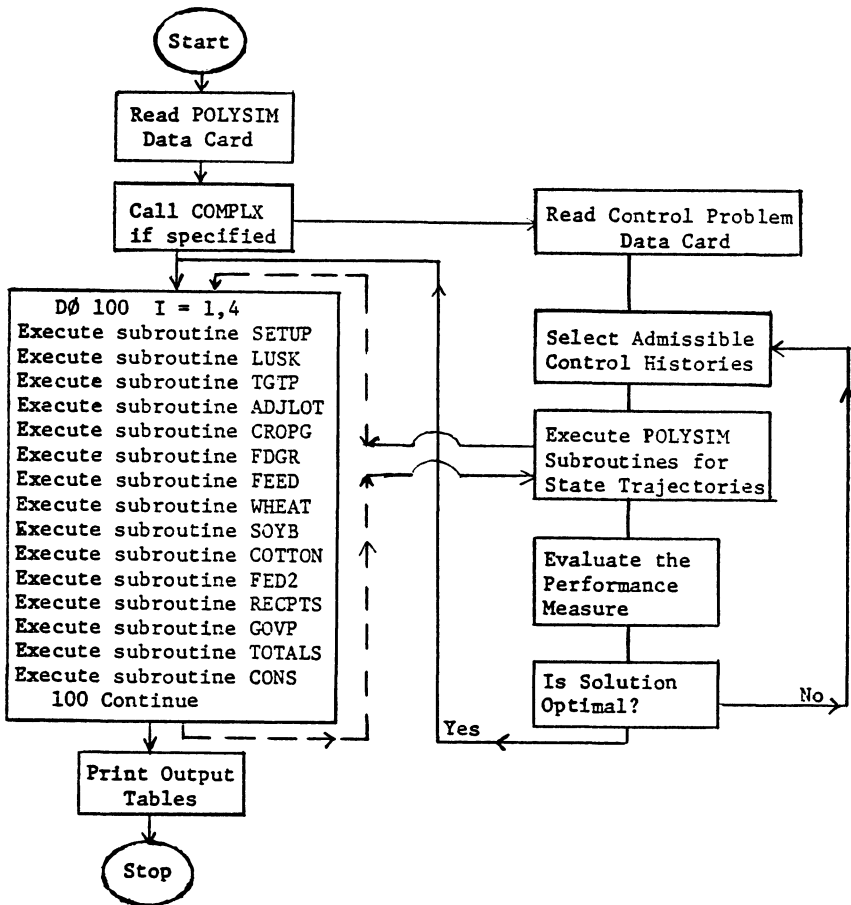 Start
Read POLYSIM
Data Card
Call COMPLX
if specified
DØ 100 I = 1,4
Execute subroutine SETUP
Execute subroutine LUSK
Execute subroutine TGTP
Execute subroutine ADJLOT
Execute subroutine CROPG
Execute subroutine FDGR
Execute subroutine FEED
Execute subroutine WHEAT
Execute subroutine SOYB
Execute subroutine COTTON
Execute subroutine FED2
Execute subroutine RECPTS
Execute subroutine GOVP
Execute subroutine TOTALS
Execute subroutine CONS
100 Continue
Print Output
Tables
Stop
Read Control Problem
Data Card
Select Admissible
Control Histories
Execute POLYSIM
Subroutines for
State Trajectories
Evaluate the
Performance
Measure
Is Solution
Optimal?
No
Yes